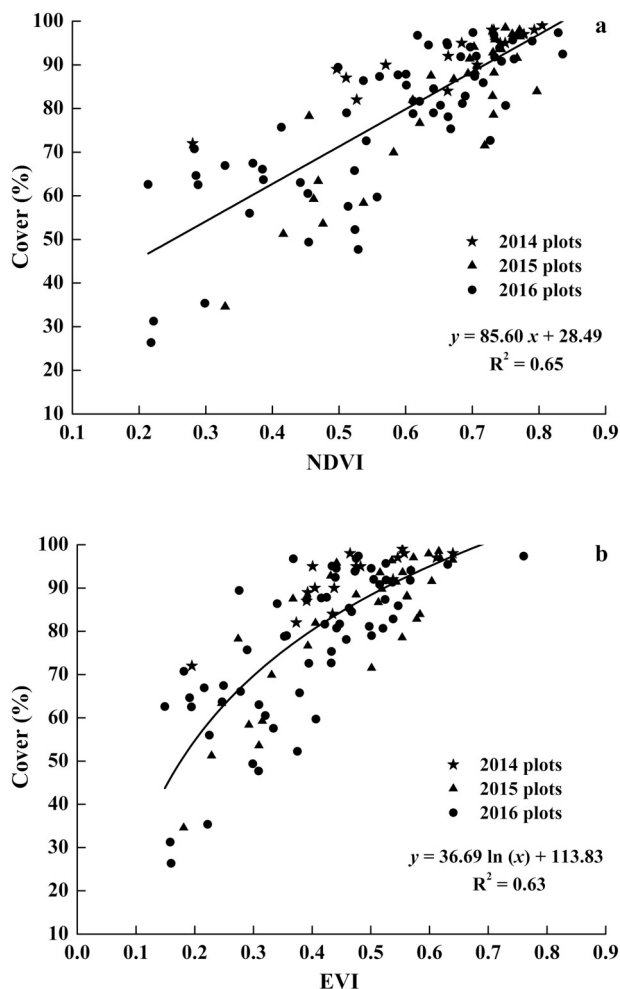 a
100
90
80
70
60
50
40
30
20
10
Cover (%)
2014 plots
2015 plots
2016 plots
y = 85.60 x + 28.49
R² = 0.65
0.1 0.2 0.3 0.4 0.5 0.6 0.7 0.8 0.9
NDVI
b
100
90
80
70
60
50
40
30
20
10
Cover (%)
2014 plots
2015 plots
2016 plots
y = 36.69 ln (x) + 113.83
R² = 0.63
0.0 0.1 0.2 0.3 0.4 0.5 0.6 0.7 0.8 0.9
EVI